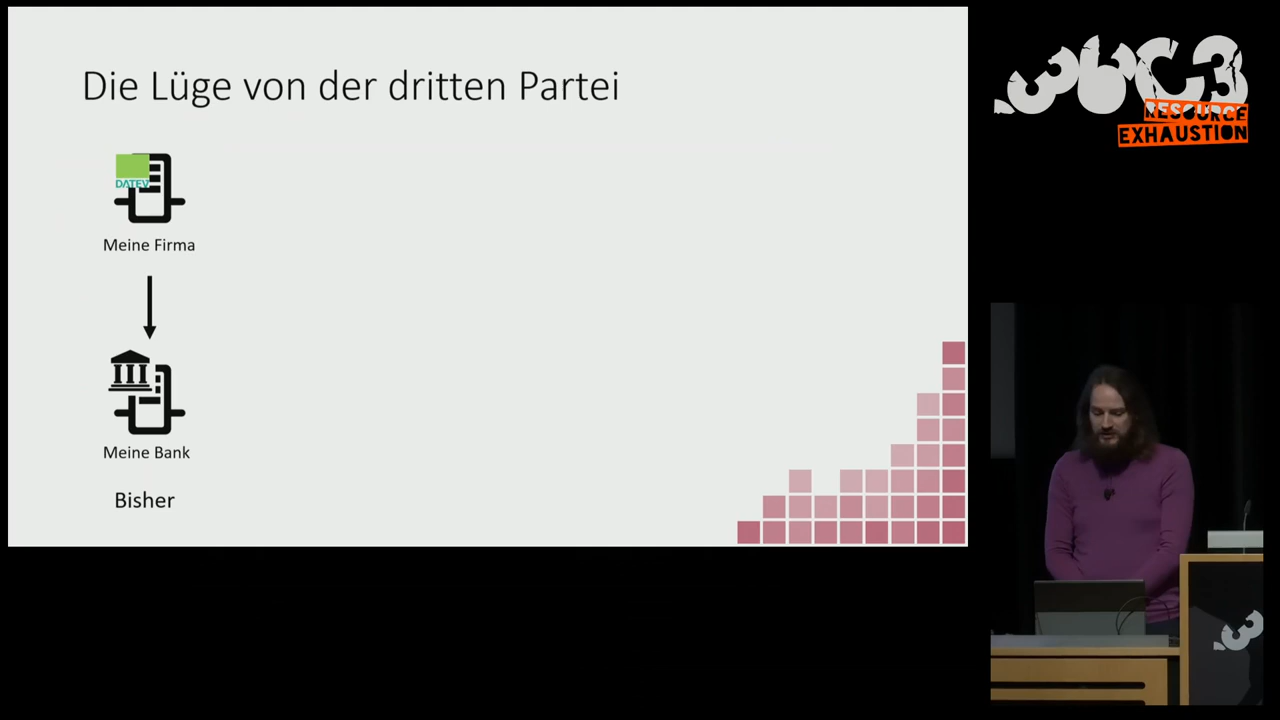 Die Lüge von der dritten Partei
DATEV
Meine Firma
Meine Bank
Bisher
36C3
RESOURCE
EXHAUSTION